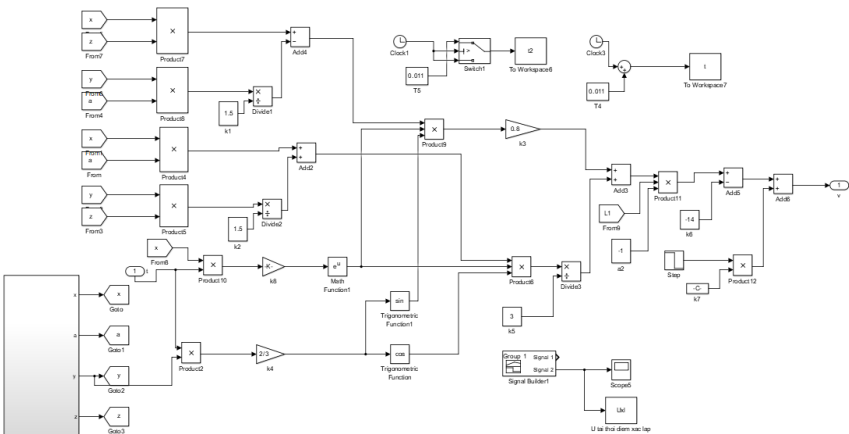 x
z
From7
×
Product7
+
−
Add4
y
a
From4
×
Product6
1.5
k1
×
÷
Divide1
x
a
From
×
Product4
+
+
Add2
y
z
From3
×
Product5
1.5
k2
×
÷
Divide2
Clock1
0.011
T5
Switch1
t2
To Workspace6
Clock3
0.011
T4
t
To Workspace7
×
Product9
0.6
k3
+
+
Add3
L1
From9
-1
a2
×
Product11
-14
k6
+
−
Add5
+
+
Add6
1
v
Step
-C-
k7
×
Product12
x
From8
1
t
×
Product10
-K-
k8
eu
Math
Function1
×
Product8
3
k5
×
÷
Divide3
sin
Trigonometric
Function1
×
Product2
2/3
k4
cos
Trigonometric
Function
x
x
Goto
a
a
Goto1
y
y
Goto2
z
z
Goto3
Group 1
Signal 1
Signal 2
Signal Builder1
Scope5
Ukl
U tai thoi diem xac lap